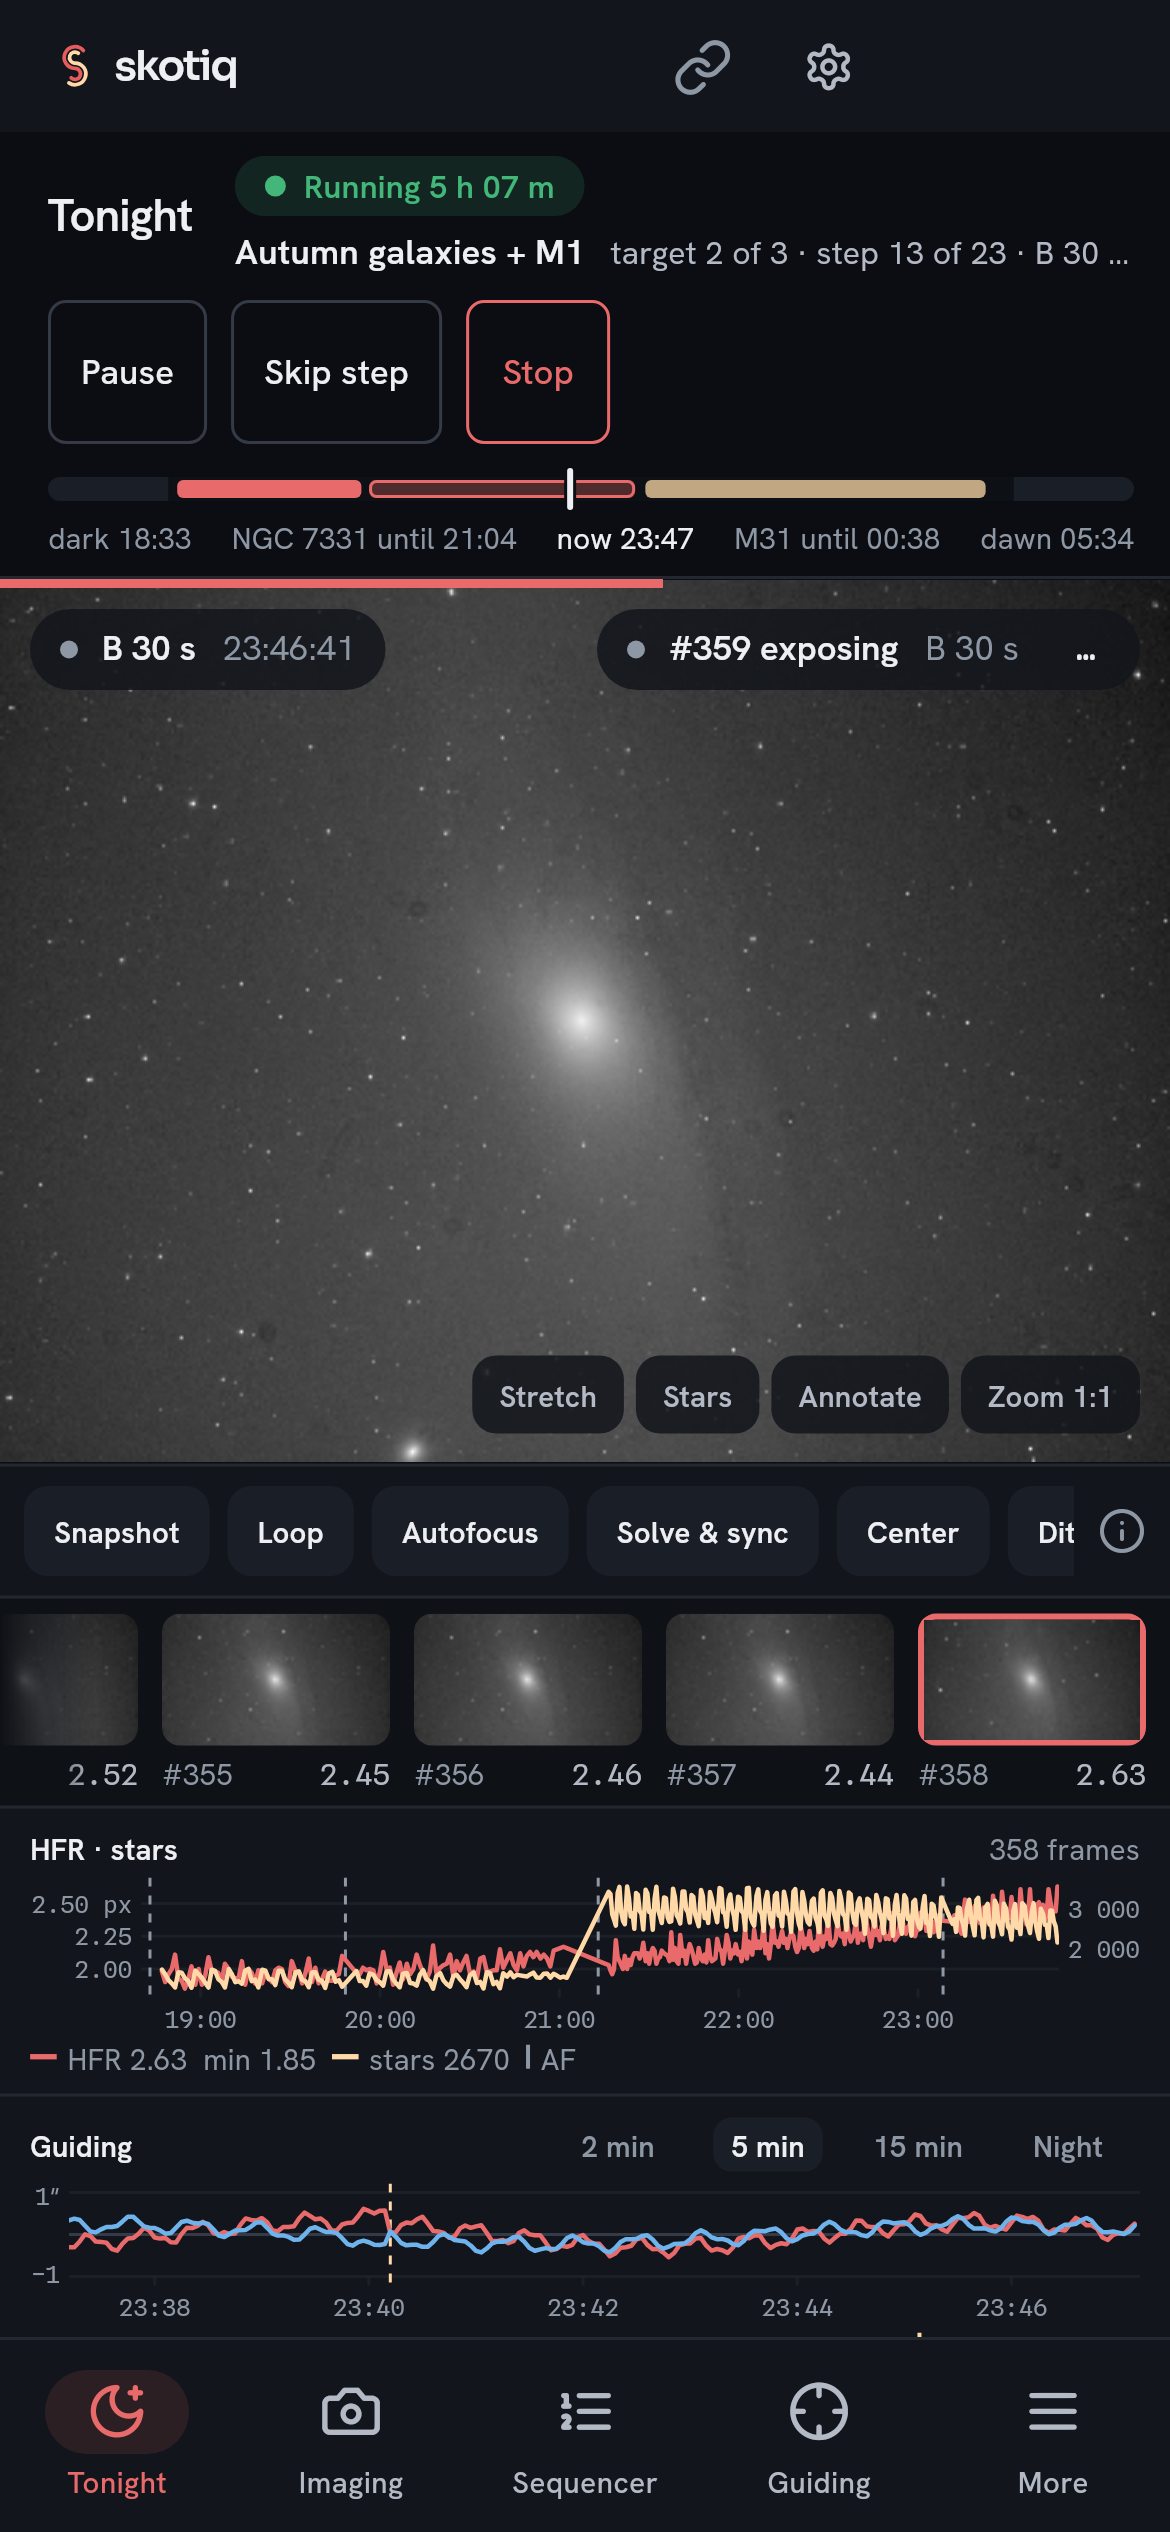 skotiq
Tonight
Running 5 h 07 m
Autumn galaxies + M1 target 2 of 3 · step 13 of 23 · B 30 ...
Pause Skip step Stop
dark 18:33 NGC 7331 until 21:04 now 23:47 M31 until 00:38 dawn 05:34
B 30 s 23:46:41 #359 exposing B 30 s ...
Stretch Stars Annotate Zoom 1:1
Snapshot Loop Autofocus Solve & sync Center Dit
2.52 #355 2.45 #356 2.46 #357 2.44 #358 2.63
HFR · stars 358 frames
2.50 px
2.25
2.00
3 000
2 000
19:00 20:00 21:00 22:00 23:00
HFR 2.63 min 1.85 stars 2670 AF
Guiding 2 min 5 min 15 min Night
1″
−1
23:38 23:40 23:42 23:44 23:46
Tonight Imaging Sequencer Guiding More